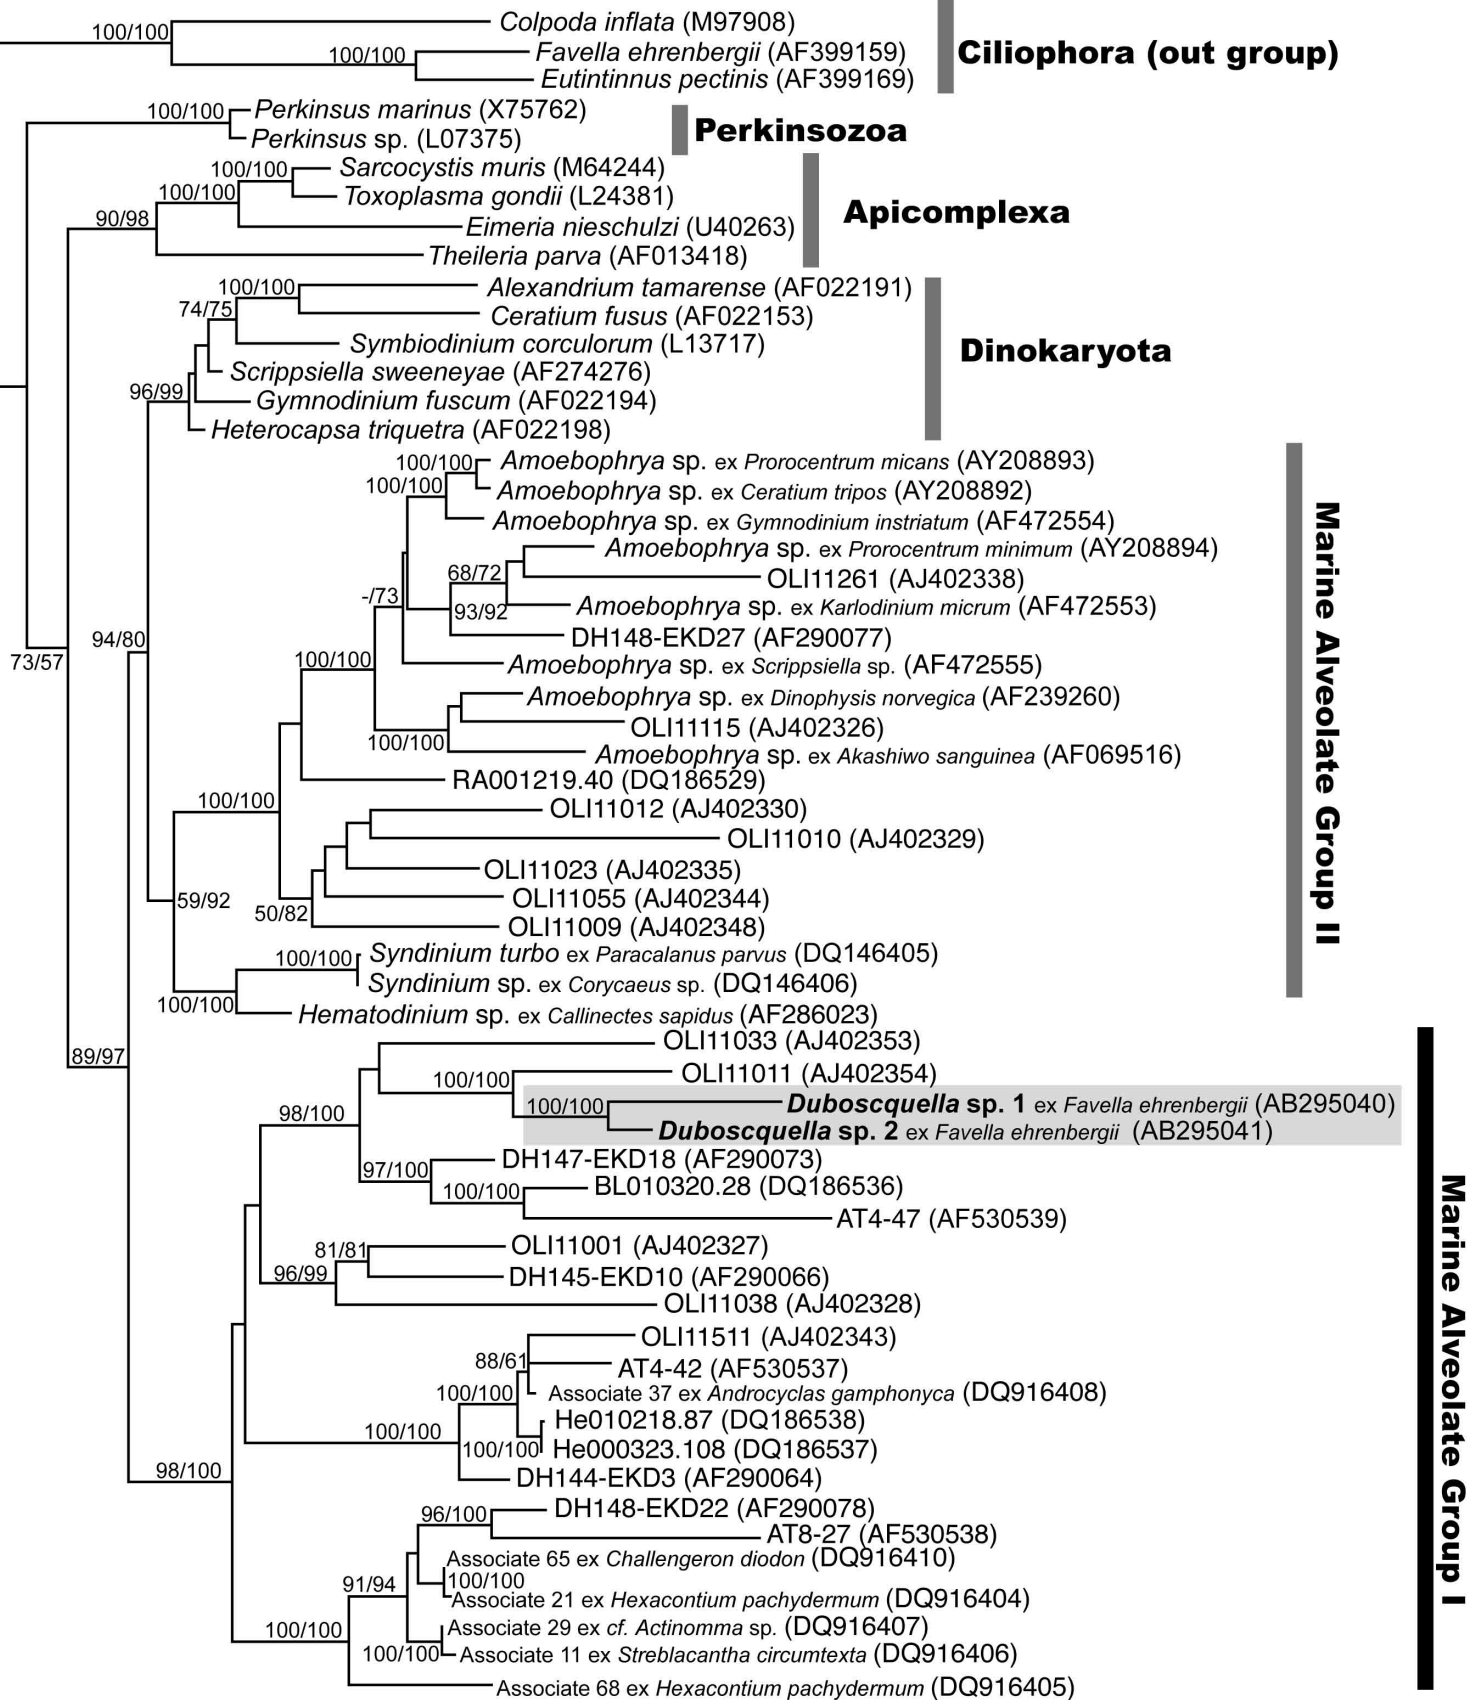 100/100
Colpoda inflata (M97908)
100/100
Favella ehrenbergii (AF399159)
Eutintinnus pectinis (AF399169)
Ciliophora (out group)
100/100
Perkinsus marinus (X75762)
Perkinsus sp. (L07375)
Perkinsozoa
100/100
Sarcocystis muris (M64244)
100/100
Toxoplasma gondii (L24381)
90/98
Eimeria nieschulzi (U40263)
Theileria parva (AF013418)
Apicomplexa
100/100
Alexandrium tamarense (AF022191)
74/75
Ceratium fusus (AF022153)
Symbiodinium corculorum (L13717)
Scrippsiella sweeneyae (AF274276)
96/99
Gymnodinium fuscum (AF022194)
Heterocapsa triquetra (AF022198)
Dinokaryota
100/100
Amoebophrya sp. ex Prorocentrum micans (AY208893)
100/100
Amoebophrya sp. ex Ceratium tripos (AY208892)
Amoebophrya sp. ex Gymnodinium instriatum (AF472554)
Amoebophrya sp. ex Prorocentrum minimum (AY208894)
68/72
OLI11261 (AJ402338)
-/73
93/92
Amoebophrya sp. ex Karlodinium micrum (AF472553)
DH148-EKD27 (AF290077)
94/80
73/57
100/100
Amoebophrya sp. ex Scrippsiella sp. (AF472555)
Amoebophrya sp. ex Dinophysis norvegica (AF239260)
OLI11115 (AJ402326)
100/100
Amoebophrya sp. ex Akashiwo sanguinea (AF069516)
RA001219.40 (DQ186529)
100/100
OLI11012 (AJ402330)
OLI11010 (AJ402329)
OLI11023 (AJ402335)
59/92
OLI11055 (AJ402344)
50/82
OLI11009 (AJ402348)
100/100
Syndinium turbo ex Paracalanus parvus (DQ146405)
Syndinium sp. ex Corycaeus sp. (DQ146406)
100/100
Hematodinium sp. ex Callinectes sapidus (AF286023)
Marine Alveolate Group II
89/97
OLI11033 (AJ402353)
100/100
OLI11011 (AJ402354)
98/100
100/100
Duboscquella sp. 1 ex Favella ehrenbergii (AB295040)
Duboscquella sp. 2 ex Favella ehrenbergii (AB295041)
97/100
DH147-EKD18 (AF290073)
100/100
BL010320.28 (DQ186536)
AT4-47 (AF530539)
81/81
OLI11001 (AJ402327)
96/99
DH145-EKD10 (AF290066)
OLI11038 (AJ402328)
OLI11511 (AJ402343)
88/61
AT4-42 (AF530537)
100/100
Associate 37 ex Androcyclas gamphonyca (DQ916408)
100/100
He010218.87 (DQ186538)
100/100
He000323.108 (DQ186537)
98/100
DH144-EKD3 (AF290064)
96/100
DH148-EKD22 (AF290078)
AT8-27 (AF530538)
Associate 65 ex Challengeron diodon (DQ916410)
91/94
100/100
Associate 21 ex Hexacontium pachydermum (DQ916404)
100/100
Associate 29 ex cf. Actinomma sp. (DQ916407)
100/100
Associate 11 ex Streblacantha circumtexta (DQ916406)
Associate 68 ex Hexacontium pachydermum (DQ916405)
Marine Alveolate Group I